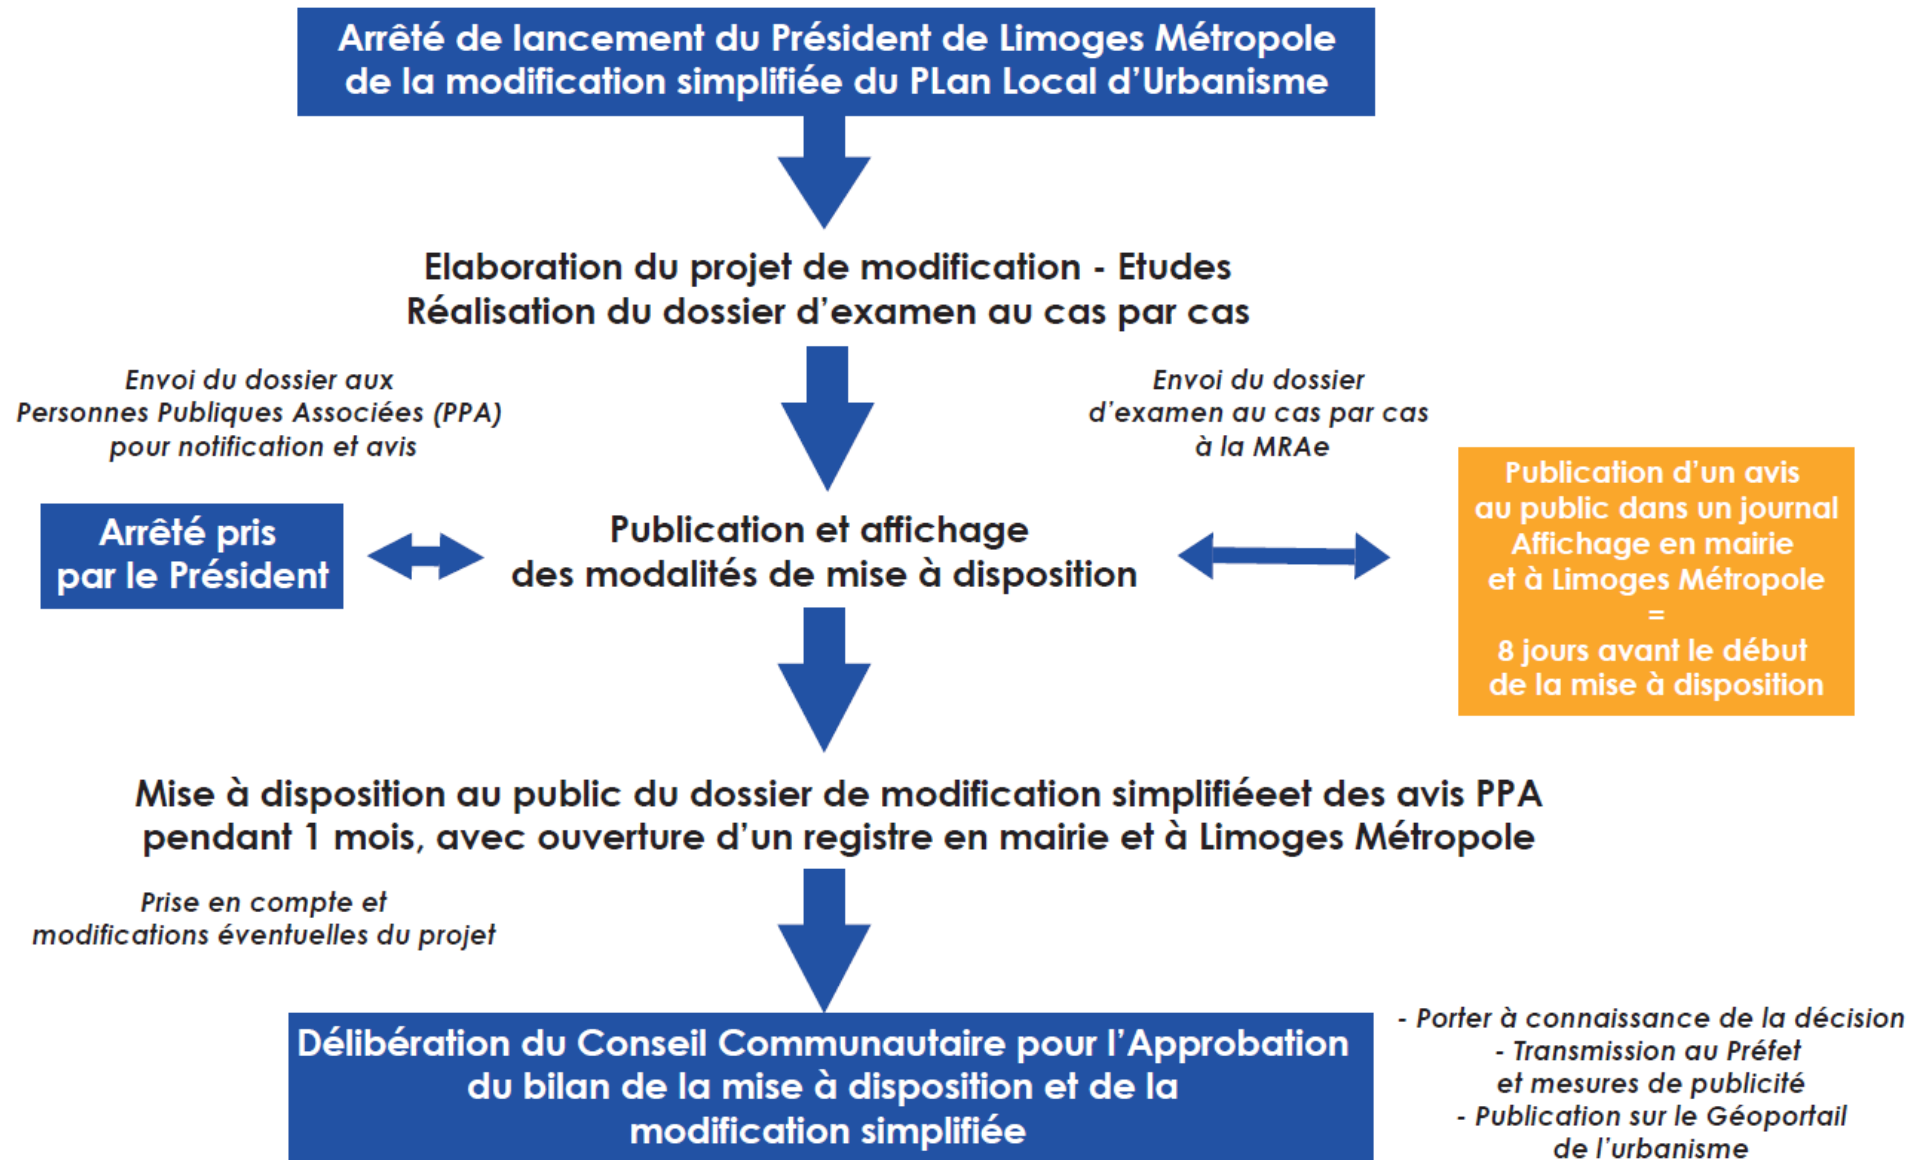 Arrêté de lancement du Président de Limoges Métropole
de la modification simplifiée du PLan Local d'Urbanisme
Elaboration du projet de modification - Etudes
Réalisation du dossier d'examen au cas par cas
Envoi du dossier aux
Personnes Publiques Associées (PPA)
pour notification et avis
Envoi du dossier
d'examen au cas par cas
à la MRAe
Arrêté pris
par le Président
Publication et affichage
des modalités de mise à disposition
Publication d'un avis
au public dans un journal
Affichage en mairie
et à Limoges Métropole
=
8 jours avant le début
de la mise à disposition
Mise à disposition au public du dossier de modification simplifiéeet des avis PPA
pendant 1 mois, avec ouverture d'un registre en mairie et à Limoges Métropole
Prise en compte et
modifications éventuelles du projet
Délibération du Conseil Communautaire pour l'Approbation
du bilan de la mise à disposition et de la
modification simplifiée
- Porter à connaissance de la décision
- Transmission au Préfet
et mesures de publicité
- Publication sur le Géoportail
de l'urbanisme